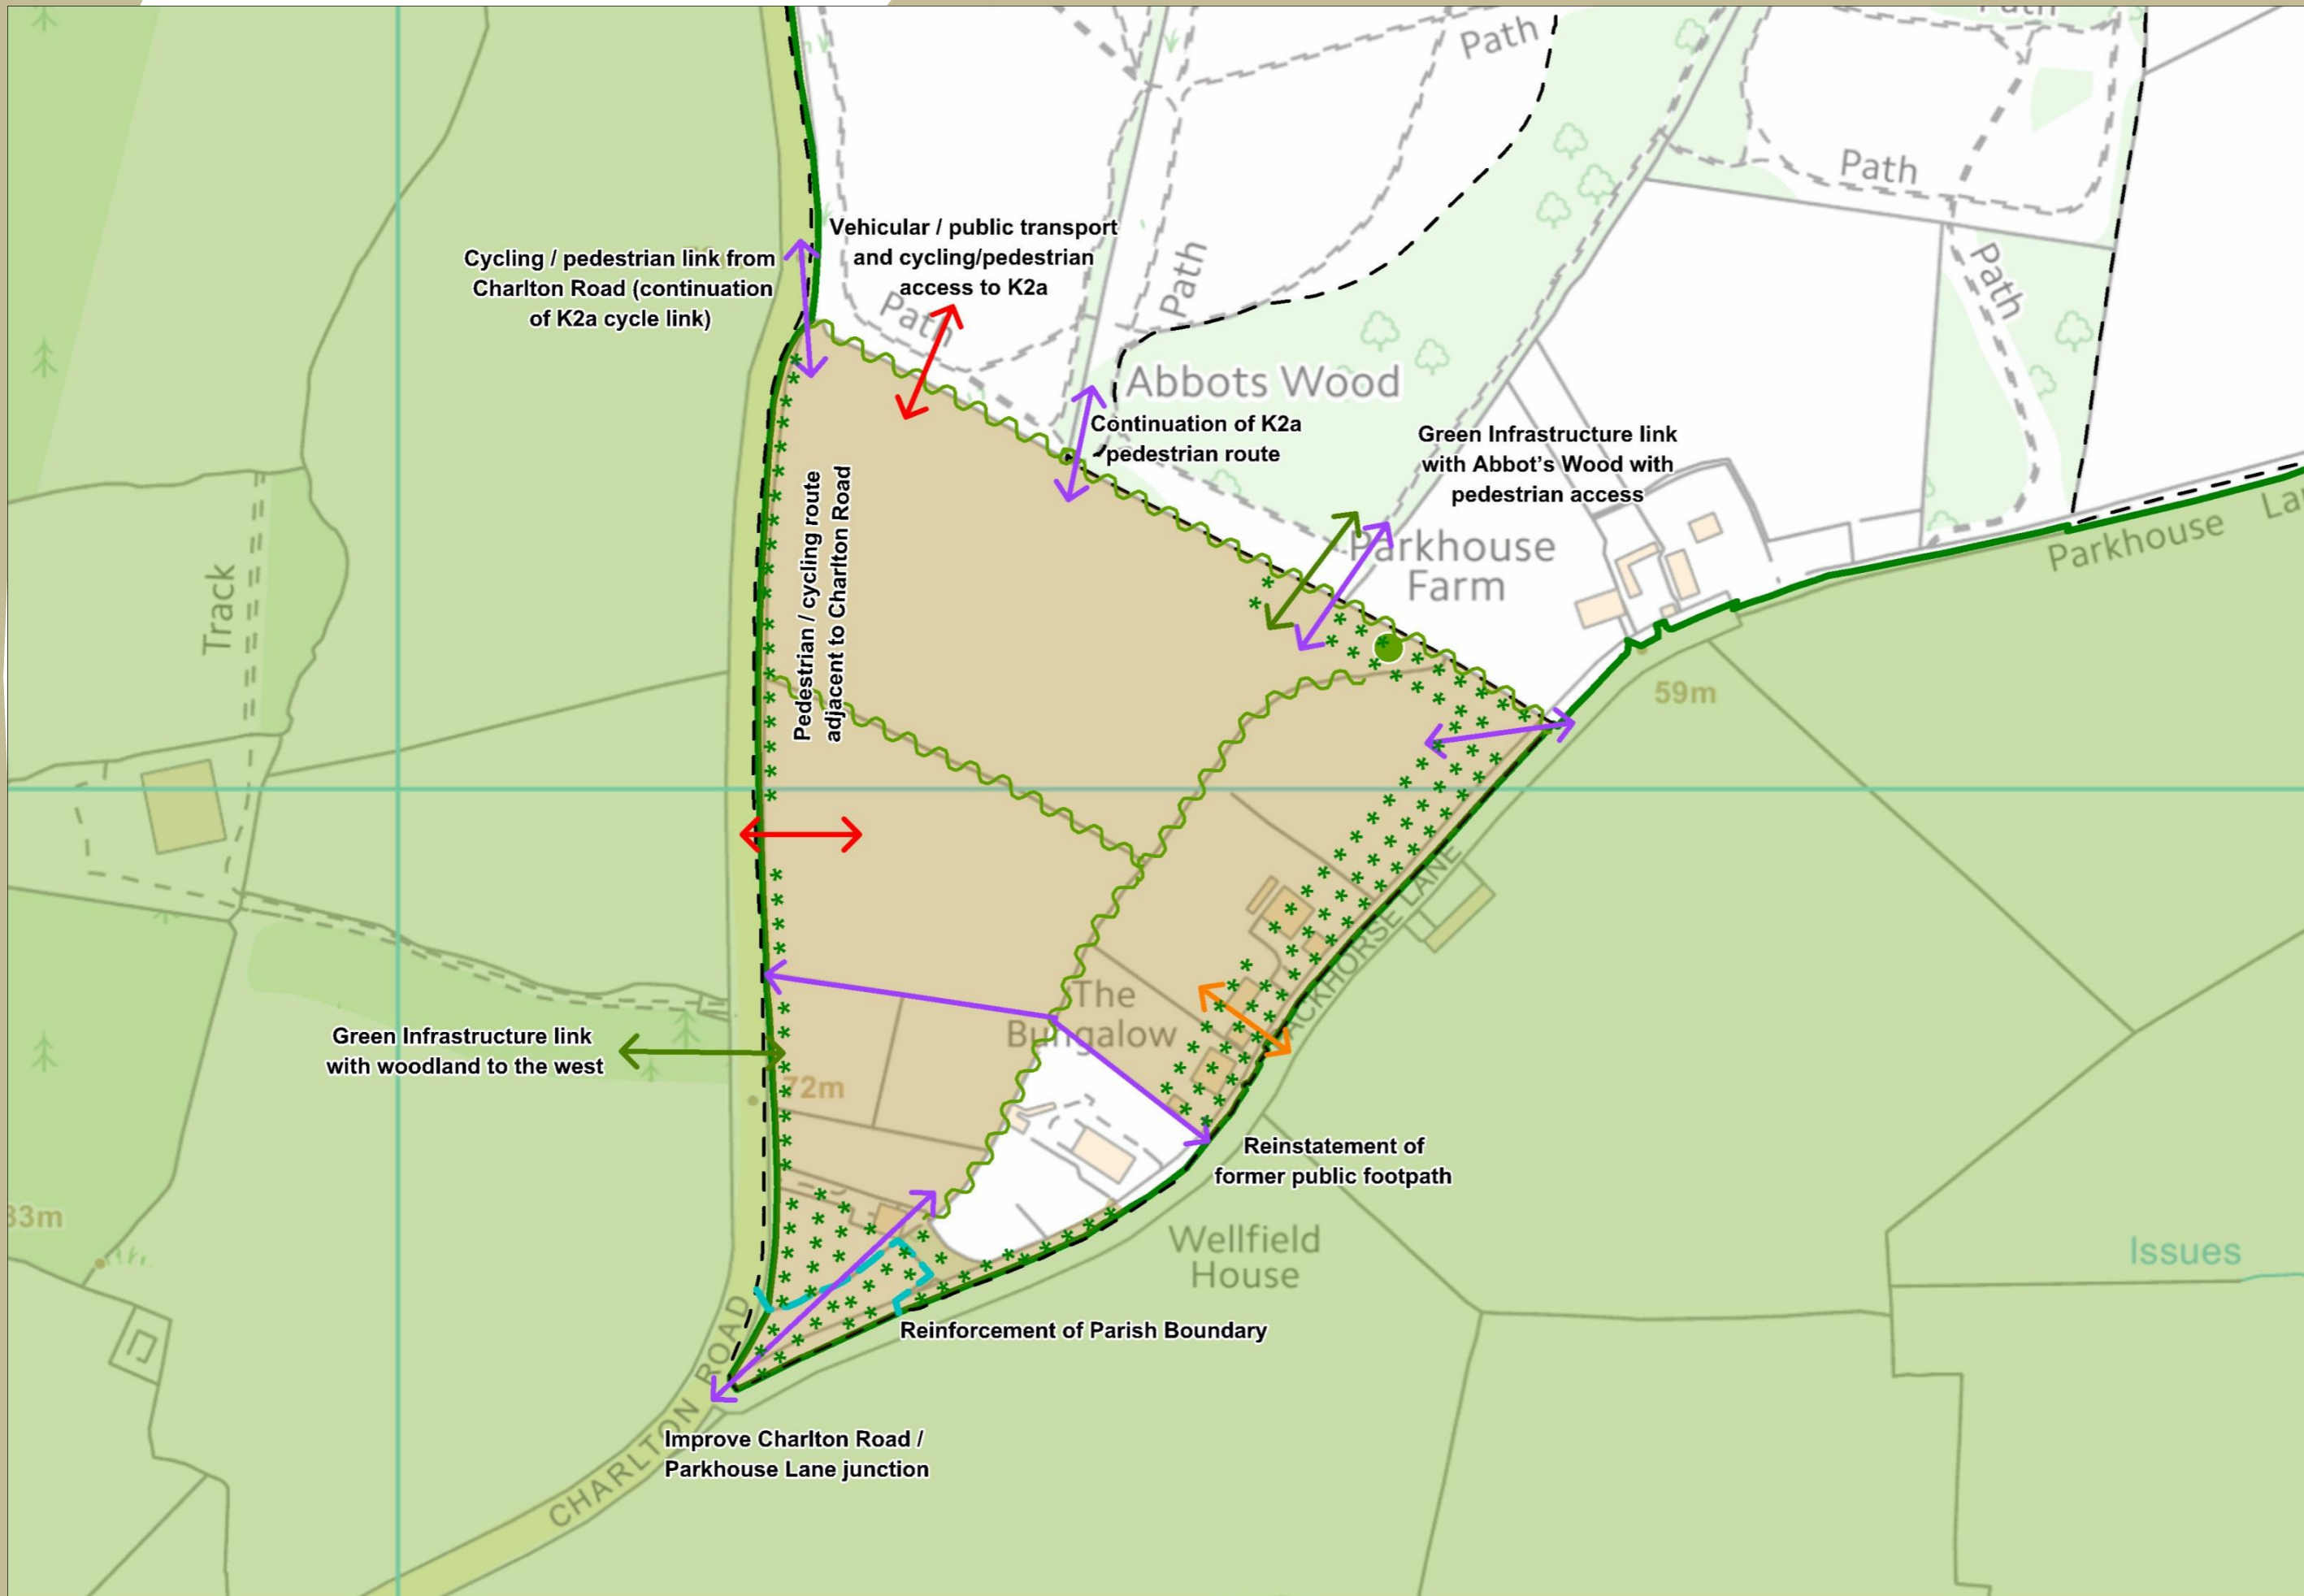 Path
Path
Path
Vehicular / public transport
and cycling/pedestrian
access to K2a
Cycling / pedestrian link from
Charlton Road (continuation
of K2a cycle link)
Path
Path
Path
Abbots Wood
Continuation of K2a
pedestrian route
Green Infrastructure link
with Abbot's Wood with
pedestrian access
Parkhouse
Farm
Parkhouse
Pedestrian / cycling route
adjacent to Charlton Road
Track
59m
ACKHORSE LANE
The
Bungalow
Green Infrastructure link
with woodland to the west
72m
Reinstatement of
former public footpath
33m
Wellfield
House
Issues
Reinforcement of Parish Boundary
CHARLTON ROAD
Improve Charlton Road /
Parkhouse Lane junction